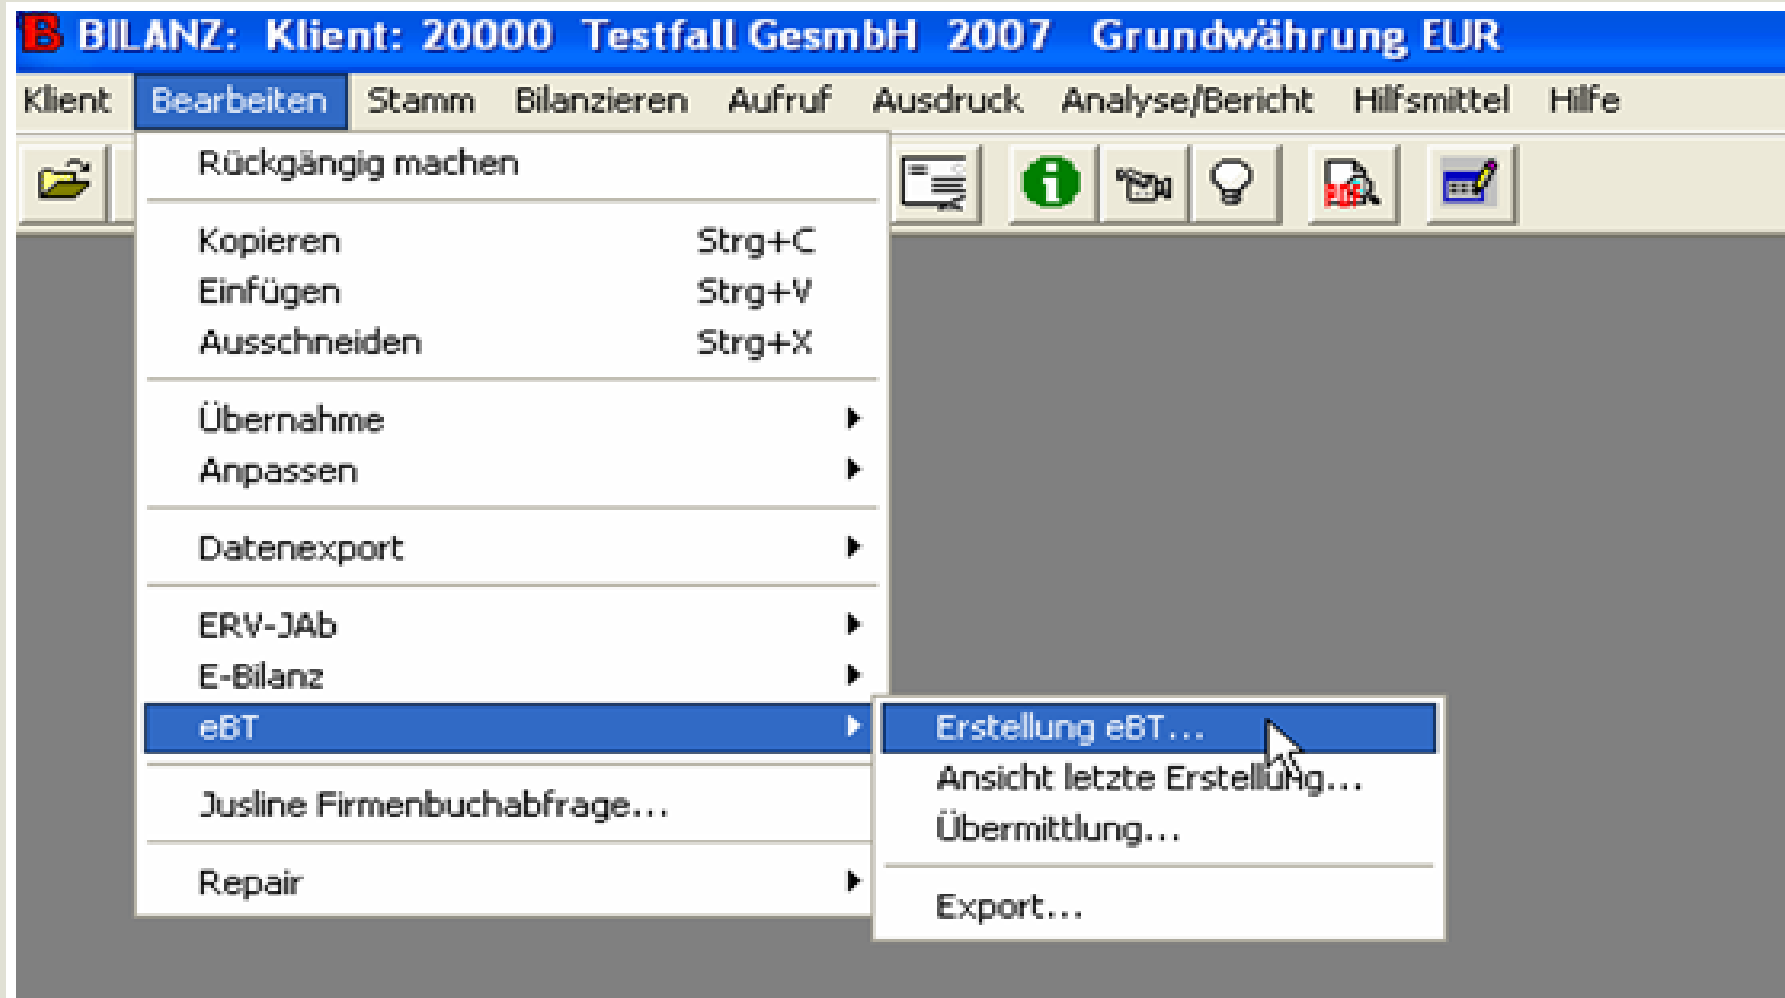 B BILANZ: Klient: 20000 Testfall GesmbH 2007 Grundwährung EUR
Klient Bearbeiten Stamm Bilanzieren Aufruf Ausdruck Analyse/Bericht Hilfsmittel Hilfe
PDF
Rückgängig machen
Kopieren Strg+C
Einfügen Strg+V
Ausschneiden Strg+X
Übernahme
Anpassen
Datenexport
ERV-JAb
E-Bilanz
eBT
Jusline Firmenbuchabfrage...
Repair
Erstellung eBT...
Ansicht letzte Erstellung...
Übermittlung...
Export...